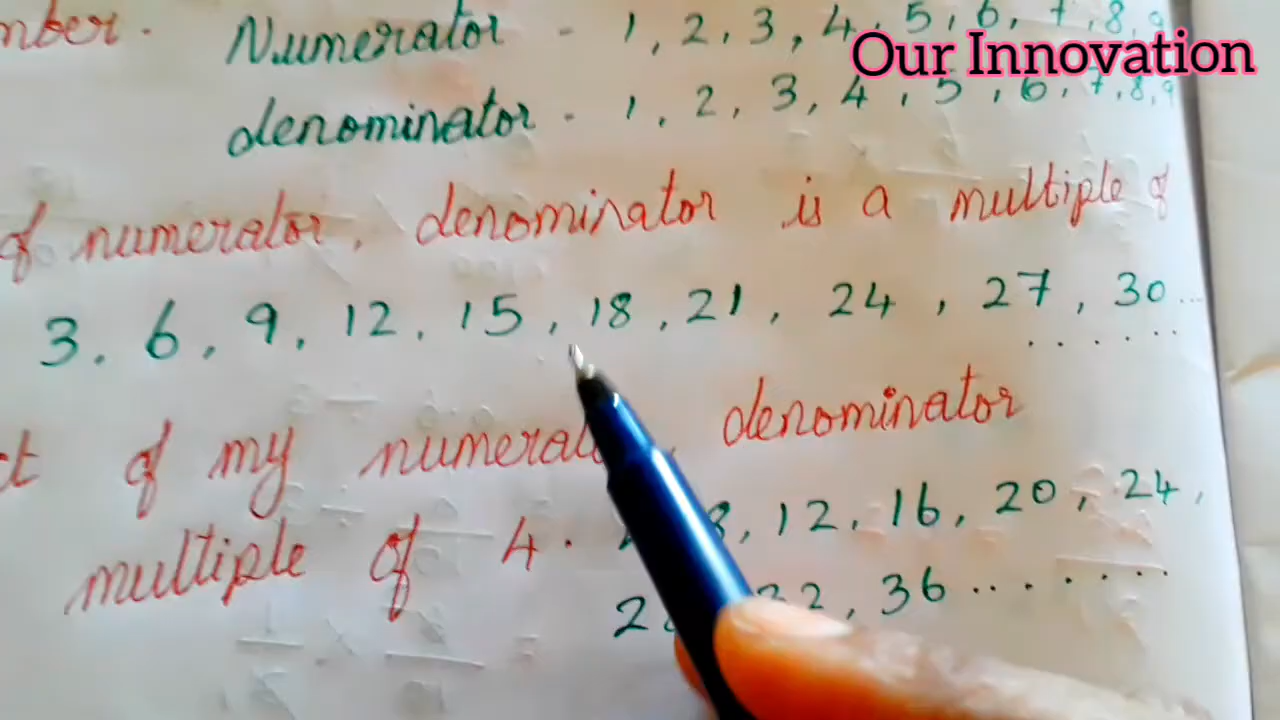 Numerator - 1, 2, 3, 4, 5, 6, 7, 8, 9
Our Innovation
denominator - 1, 2, 3, 4, 5, 6, 7, 8, 9
of numerator, denominator is a multiple of
3, 6, 9, 12, 15, 18, 21, 24, 27, 30...
......
of my denominator
8, 12, 16, 20, 24,
multiple of 4.
36 .......